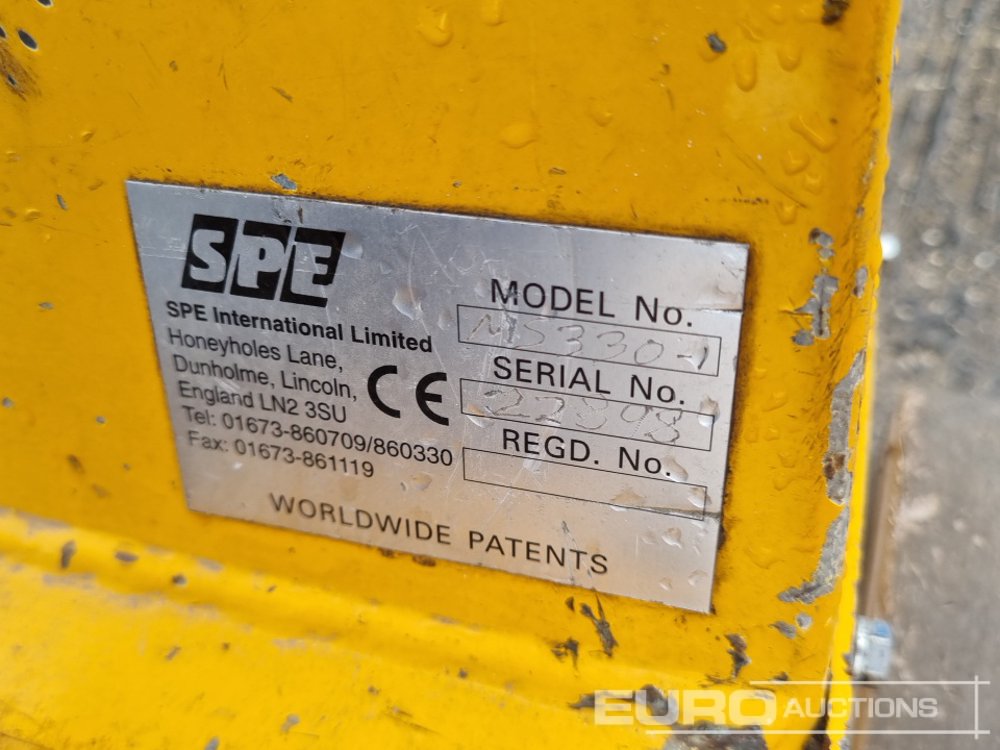 SPE
SPE International Limited
Honeyholes Lane,
Dunholme, Lincoln,
England LN2 3SU
Tel: 01673-860709/860330
Fax: 01673-861119
CE
MODEL No.
MS330-1
SERIAL No.
REGD. No.
WORLDWIDE PATENTS
EURO AUCTIONS